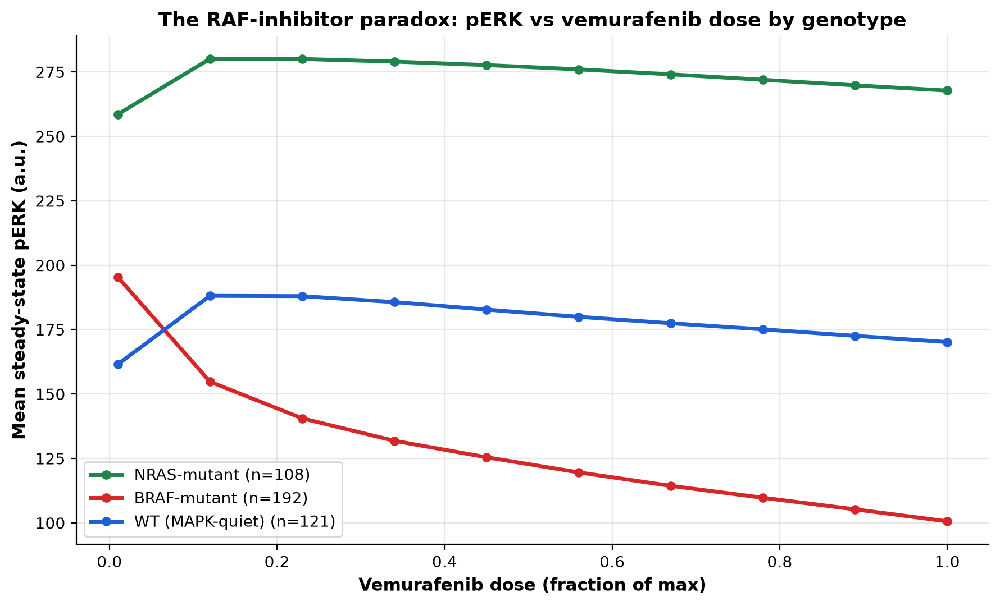 The RAF-inhibitor paradox: pERK vs vemurafenib dose by genotype
Mean steady-state pERK (a.u.)
275
250
225
200
175
150
125
100
NRAS-mutant (n=108)
BRAF-mutant (n=192)
WT (MAPK-quiet) (n=121)
0.0 0.2 0.4 0.6 0.8 1.0
Vemurafenib dose (fraction of max)